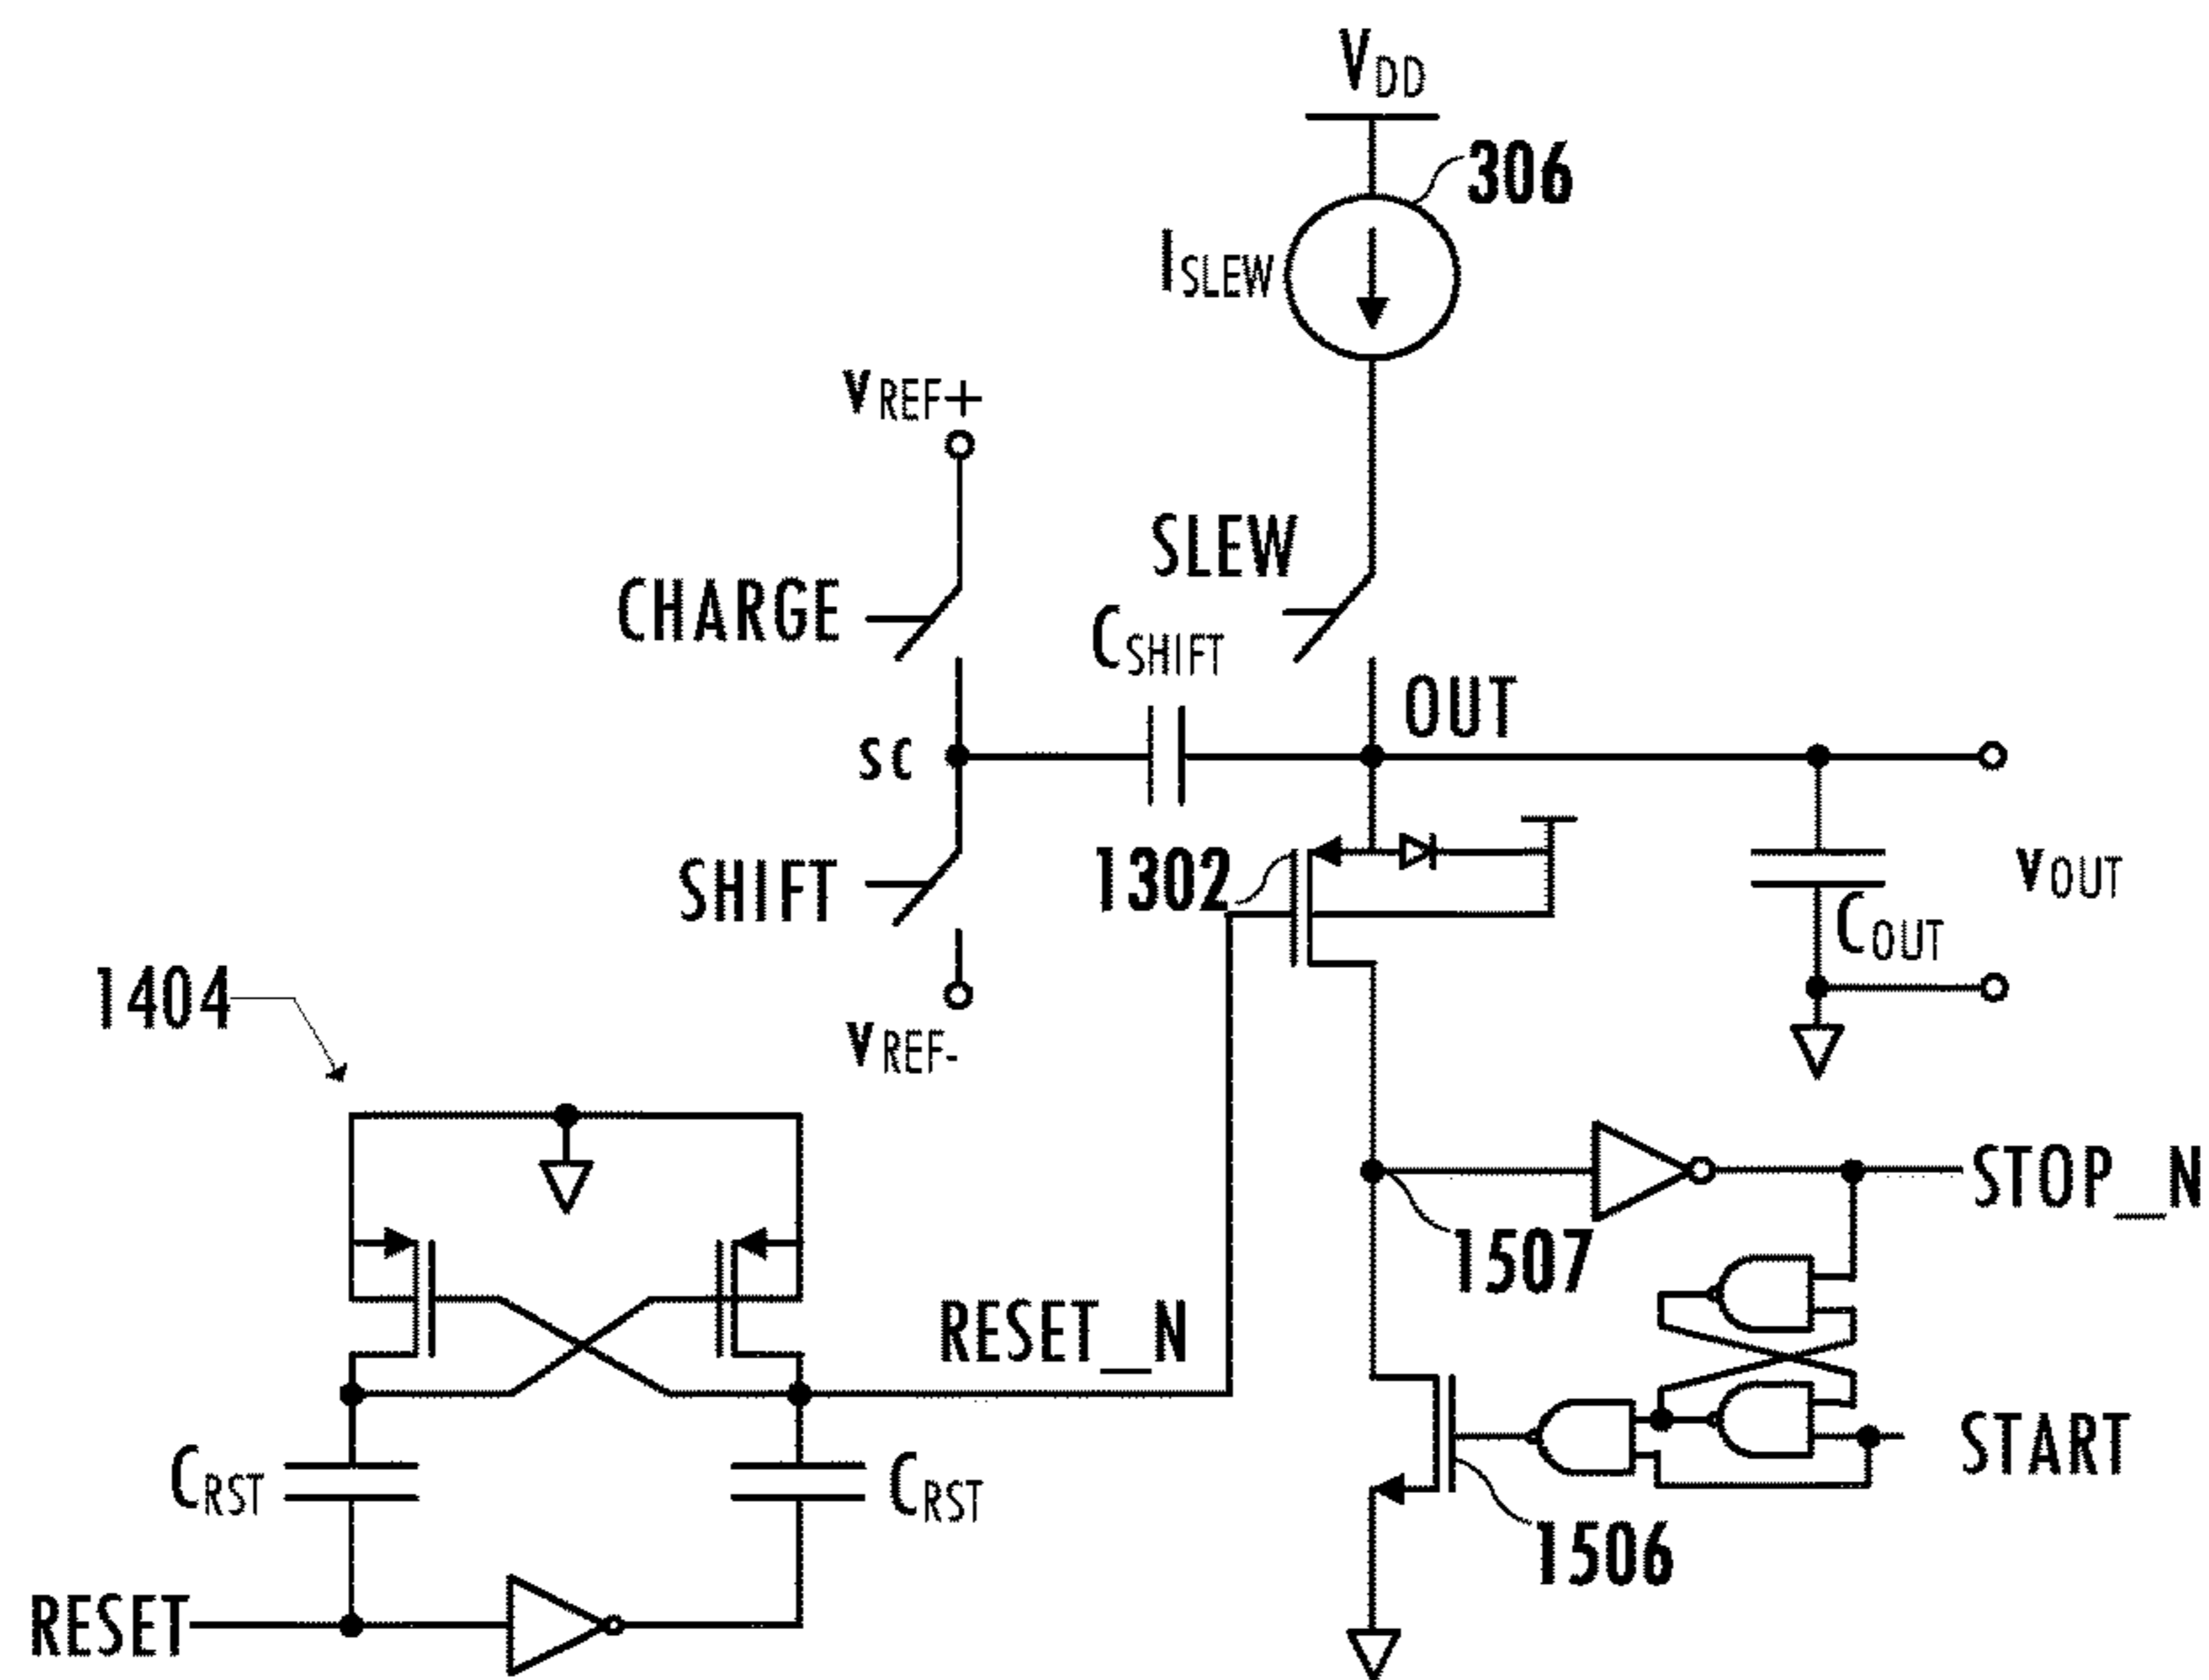 VDD
306
ISLEW
VREF+
SLEW
CHARGE
CSHIFT
OUT
SC
1302
SHIFT
VOUT
COUT
1404
VREF-
STOP_N
1507
RESET_N
START
CRST
CRST
1506
RESET